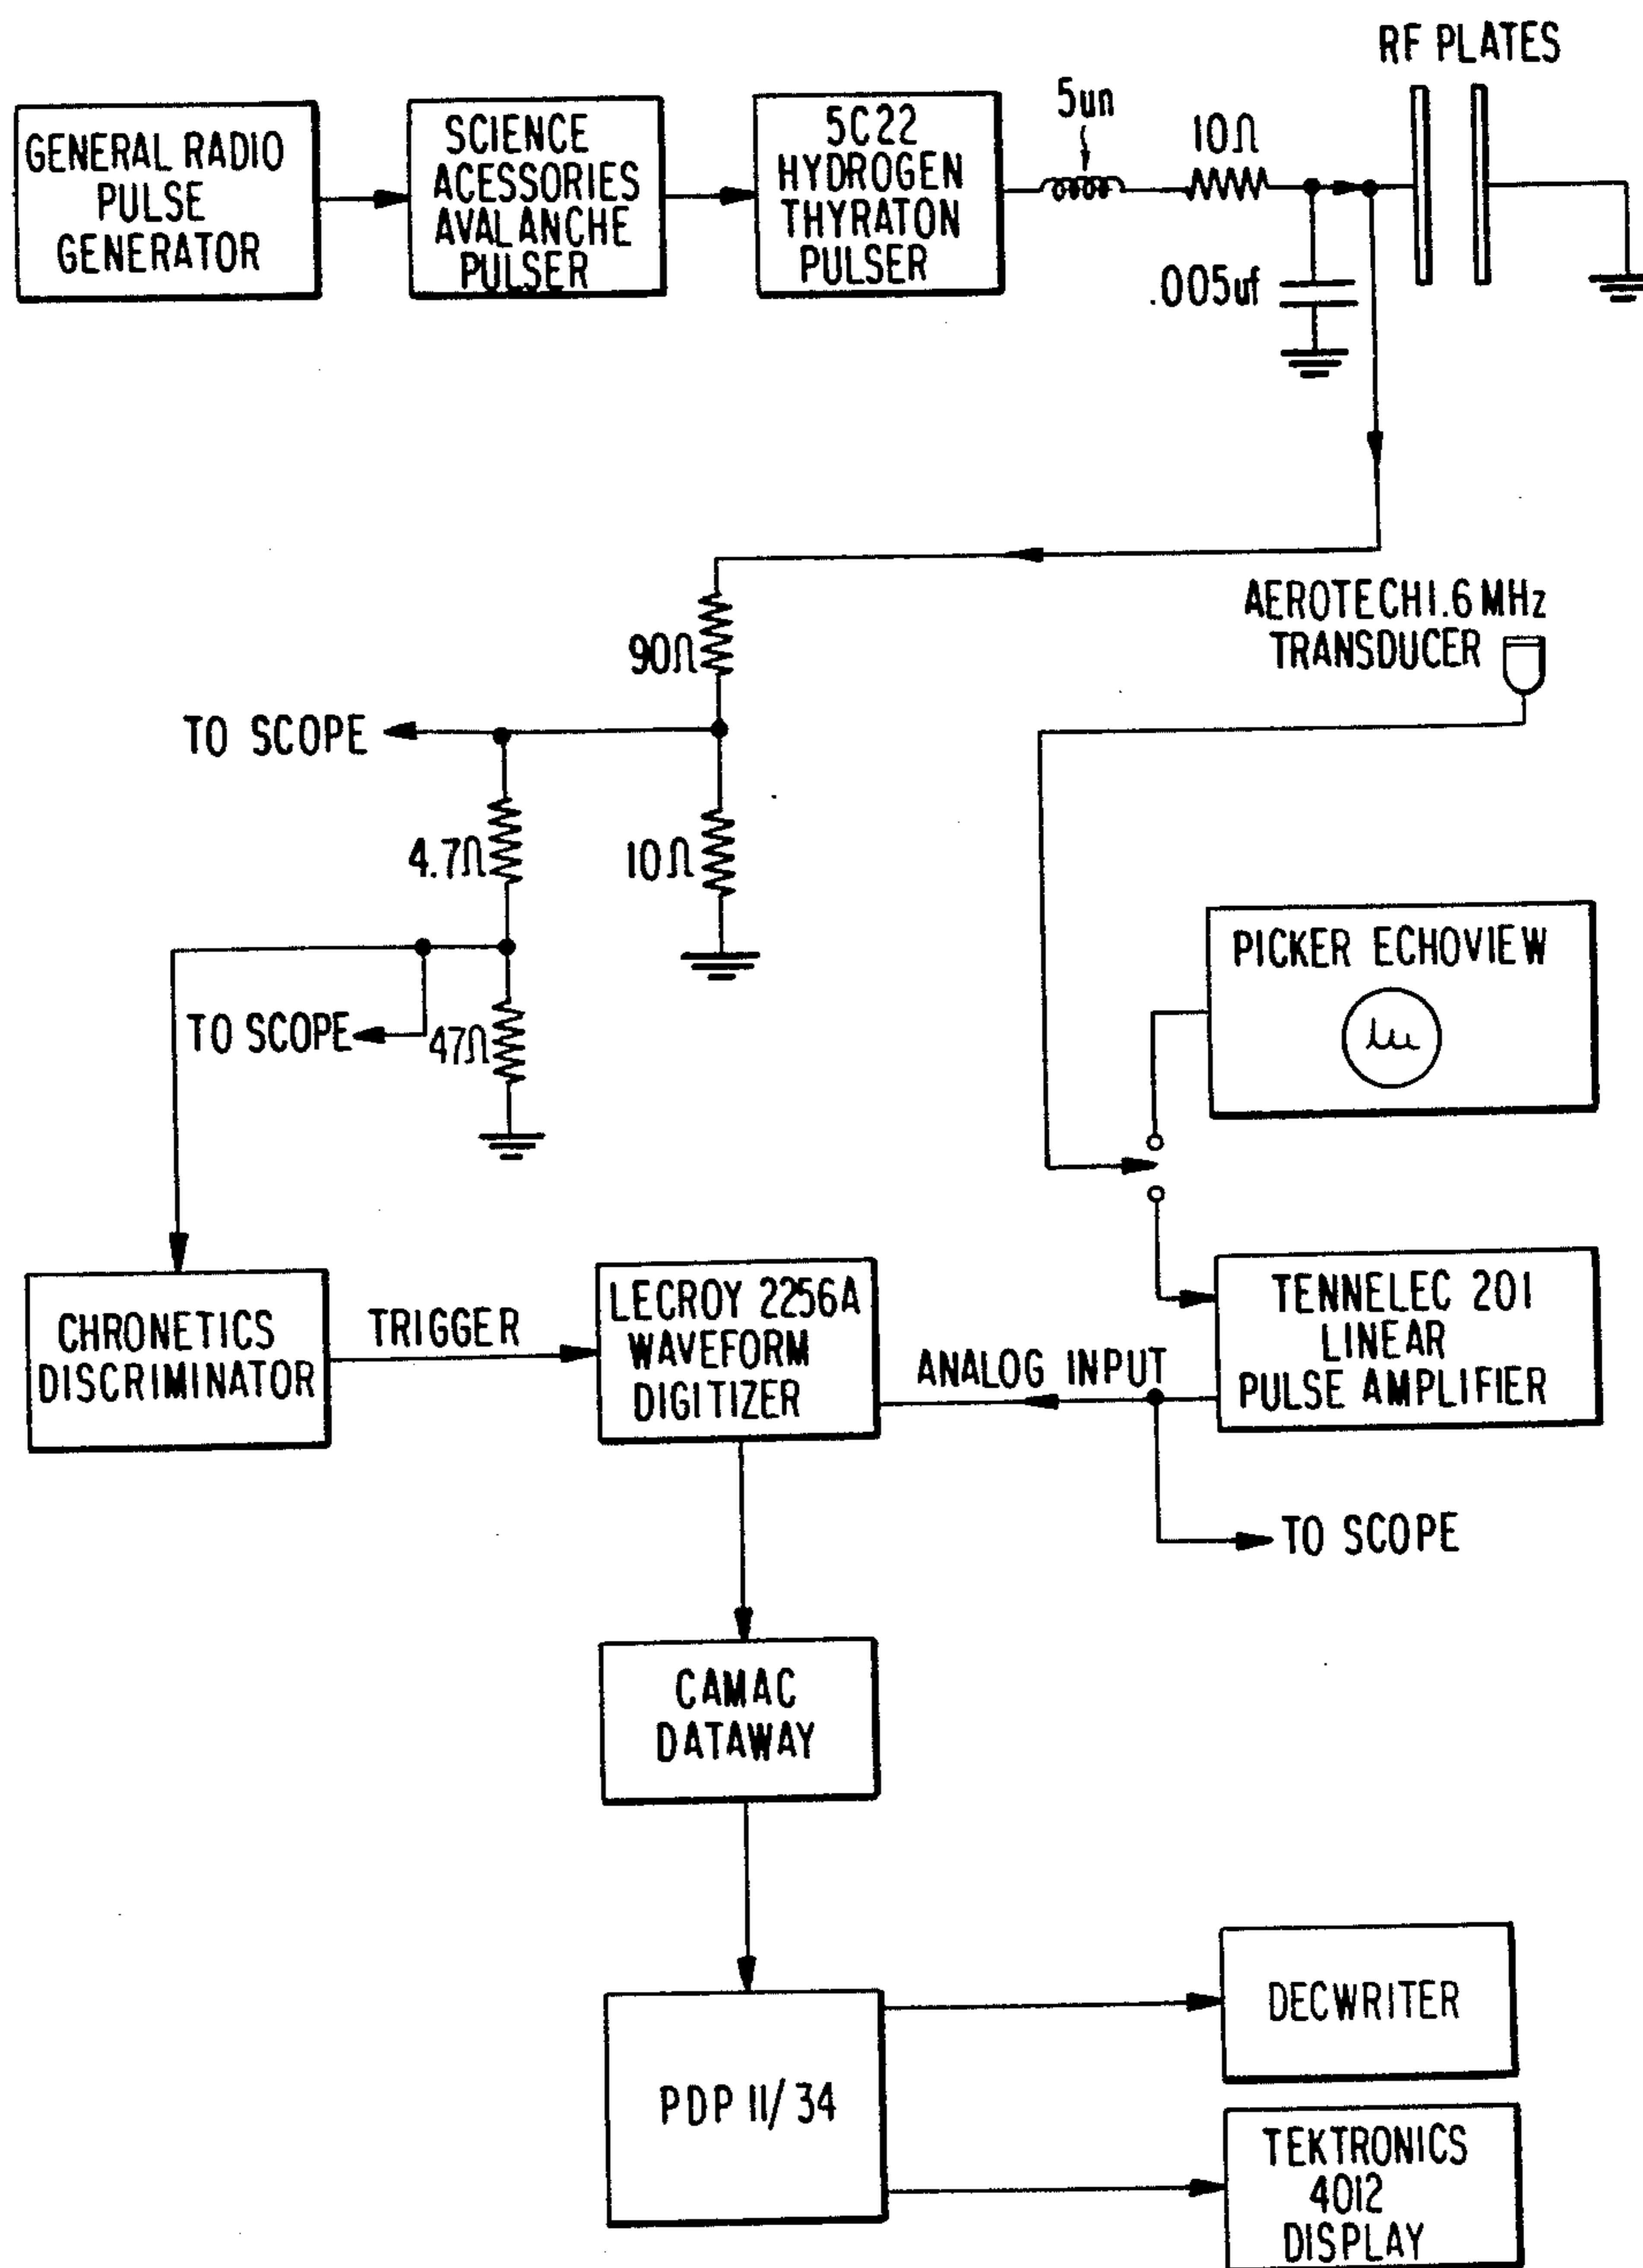 RF PLATES
GENERAL RADIO
PULSE
GENERATOR
SCIENCE
ACESSORIES
AVALANCHE
PULSER
5C22
HYDROGEN
THYRATON
PULSER
5un
10Ω
.005uf
AEROTECH1.6 MHz
TRANSDUCER
90Ω
TO SCOPE
4.7Ω
10Ω
PICKER ECHOVIEW
TO SCOPE
47Ω
CHRONETICS
DISCRIMINATOR
TRIGGER
LECROY 2256A
WAVEFORM
DIGITIZER
ANALOG INPUT
TENNELEC 201
LINEAR
PULSE AMPLIFIER
TO SCOPE
CAMAC
DATAWAY
PDP 11/34
DECWRITER
TEKTRONICS
4012
DISPLAY